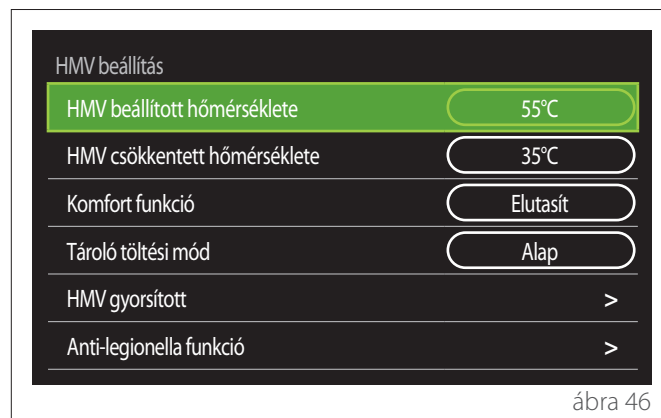 HMV beállítás
HMV beállított hőmérséklete 55°C
HMV csökkentett hőmérséklete 35°C
Komfort funkció Elutasít
Tároló töltési mód Alap
HMV gyorsított >
Anti-legionella funkció >
ábra 46